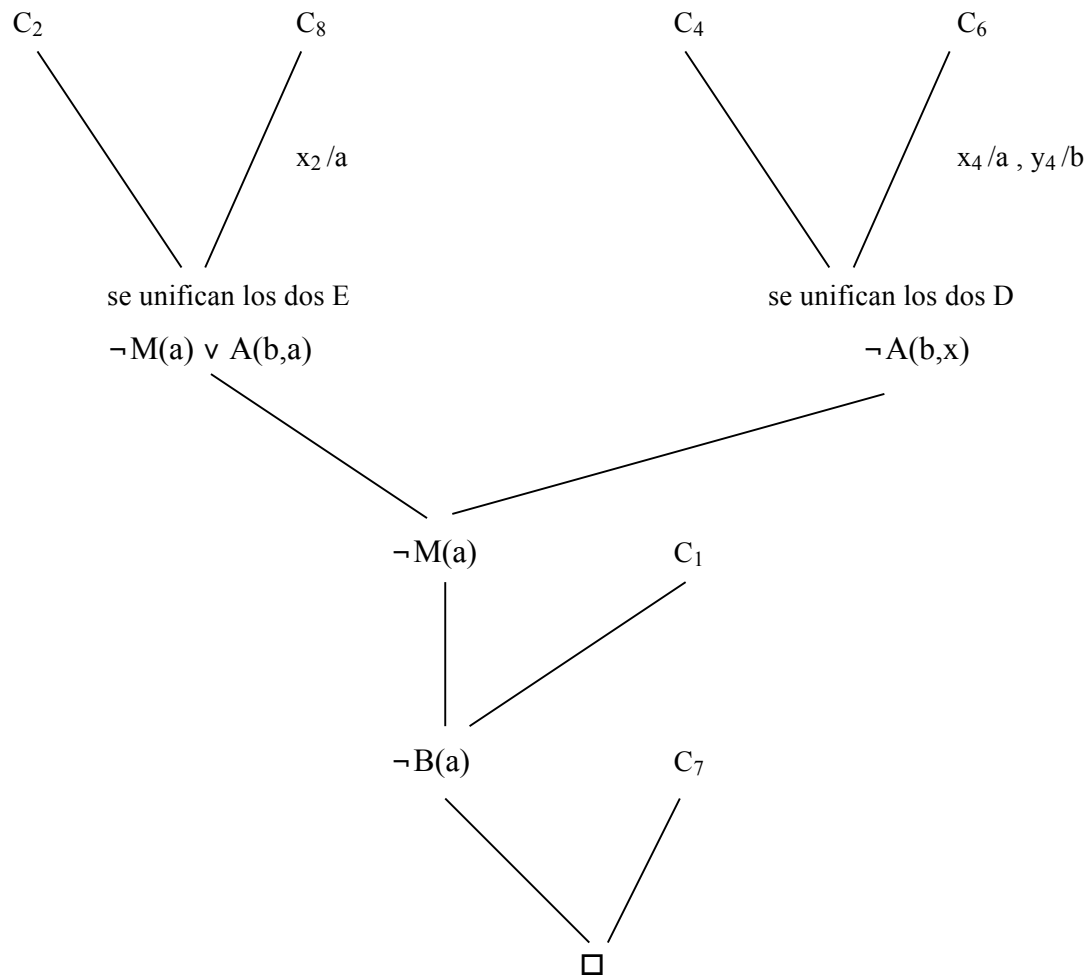 C₂ C₈ C₄ C₆
x₂ /a x₄ /a , y₄ /b
se unifican los dos E se unifican los dos D
¬M(a) ∨ A(b,a) ¬A(b,x)
¬M(a) C₁
¬B(a) C₇
□